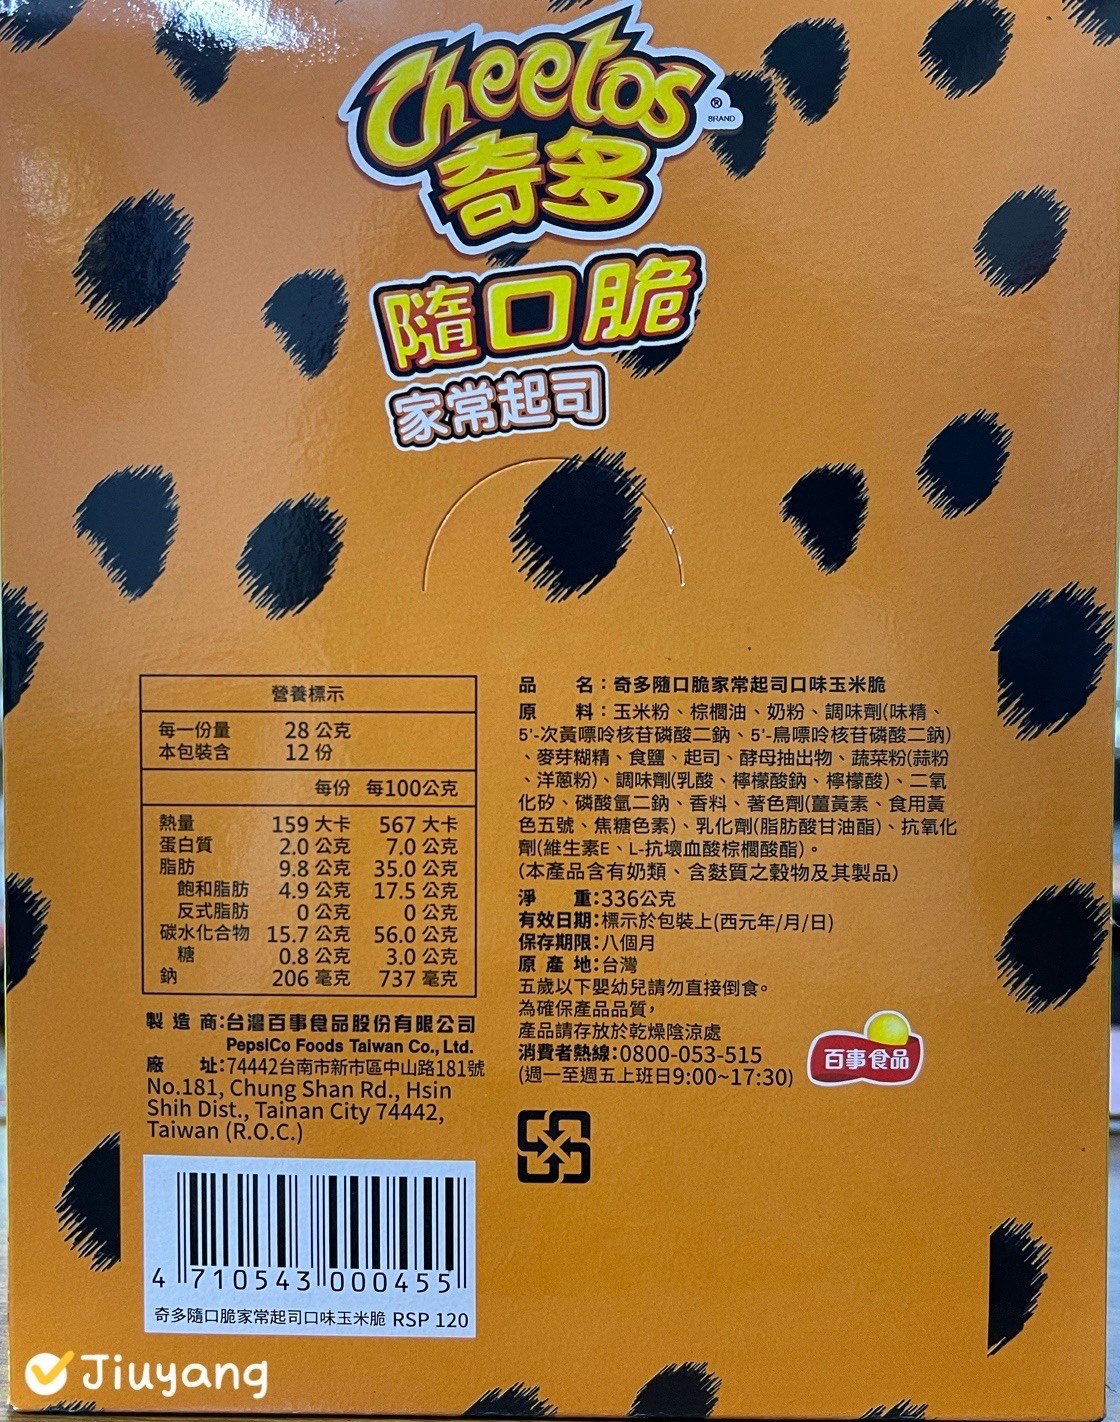 Cheetos
® BRAND
奇多
隨口脆
家常起司
營養標示
每一份量 28 公克
本包裝含 12 份
每份 每100公克
熱量 159 大卡 567 大卡
蛋白質 2.0 公克 7.0 公克
脂肪 9.8 公克 35.0 公克
飽和脂肪 4.9 公克 17.5 公克
反式脂肪 0 公克 0 公克
碳水化合物 15.7 公克 56.0 公克
糖 0.8 公克 3.0 公克
鈉 206 毫克 737 毫克
製造商:台灣百事食品股份有限公司
PepsiCo Foods Taiwan Co., Ltd.
廠 址:74442台南市新市區中山路181號
No.181, Chung Shan Rd., Hsin
Shih Dist., Tainan City 74442,
Taiwan (R.O.C.)
品 名：奇多隨口脆家常起司口味玉米脆
原 料：玉米粉、棕櫚油、奶粉、調味劑(味精、
5'-次黃嘌呤核苷磷酸二鈉、5'-鳥嘌呤核苷磷酸二鈉)
、麥芽糊精、食鹽、起司、酵母抽出物、蔬菜粉(蒜粉
、洋蔥粉)、調味劑(乳酸、檸檬酸鈉、檸檬酸)、二氧
化矽、磷酸氫二鈉、香料、著色劑(薑黃素、食用黃
色五號、焦糖色素)、乳化劑(脂肪酸甘油酯)、抗氧化
劑(維生素E、L-抗壞血酸棕櫚酸酯)。
(本產品含有奶類、含麩質之穀物及其製品)
淨 重:336公克
有效日期:標示於包裝上(西元年/月/日)
保存期限:八個月
原 產 地:台灣
五歲以下嬰幼兒請勿直接倒食。
為確保產品品質，
產品請存放於乾燥陰涼處
消費者熱線:0800-053-515
(週一至週五上班日9:00~17:30)
百事食品
4 710543 000455
奇多隨口脆家常起司口味玉米脆 RSP 120
Jiuyang